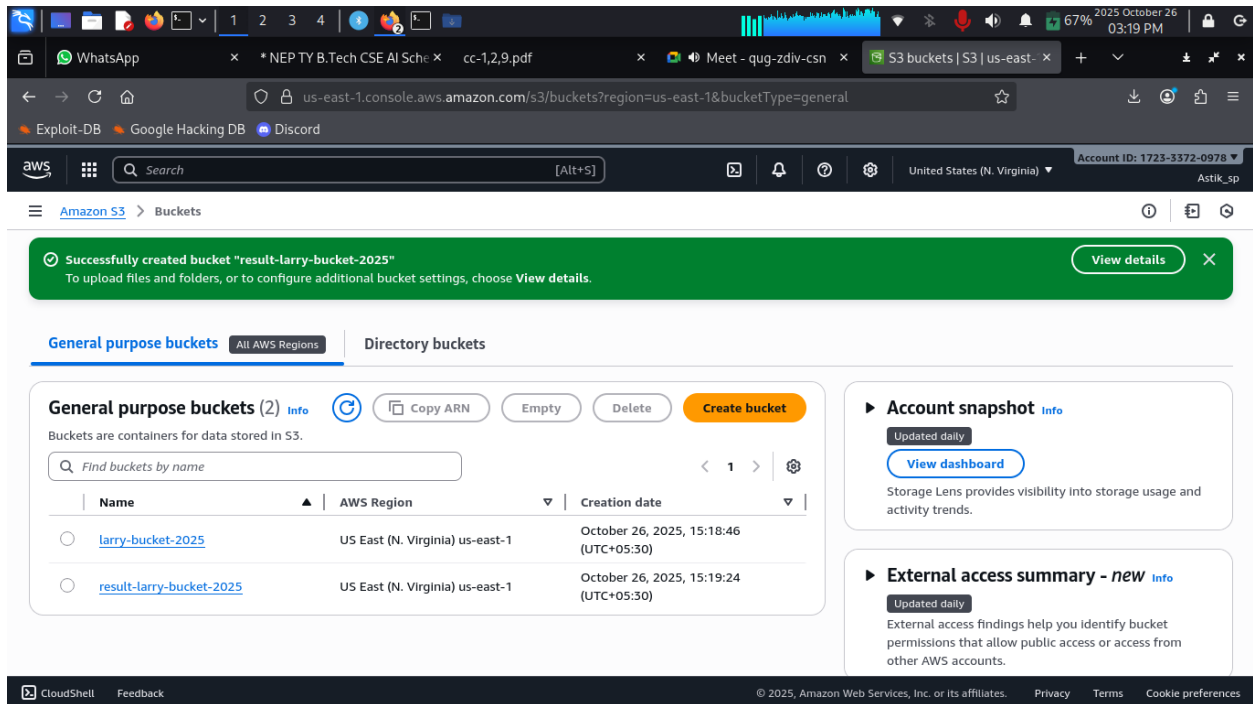 1 2 3 4 2 67% 2025 October 26
03:19 PM
WhatsApp × * NEP TY B.Tech CSE AI Sche × cc-1,2,9.pdf × Meet - qug-zdiv-csn × S3 buckets | S3 | us-east- ×
us-east-1.console.aws.amazon.com/s3/buckets?region=us-east-1&bucketType=general
Exploit-DB Google Hacking DB Discord
aws Search [Alt+S] United States (N. Virginia) ▼ Account ID: 1723-3372-0978 ▼
Astik_sp
Amazon S3 > Buckets
Successfully created bucket "result-larry-bucket-2025"
To upload files and folders, or to configure additional bucket settings, choose View details.
View details
General purpose buckets All AWS Regions Directory buckets
General purpose buckets (2) Info Copy ARN Empty Delete Create bucket
Buckets are containers for data stored in S3.
Find buckets by name < 1 >
Name AWS Region Creation date
larry-bucket-2025 US East (N. Virginia) us-east-1 October 26, 2025, 15:18:46
(UTC+05:30)
result-larry-bucket-2025 US East (N. Virginia) us-east-1 October 26, 2025, 15:19:24
(UTC+05:30)
Account snapshot Info
Updated daily
View dashboard
Storage Lens provides visibility into storage usage and
activity trends.
External access summary - new Info
Updated daily
External access findings help you identify bucket
permissions that allow public access or access from
other AWS accounts.
CloudShell Feedback © 2025, Amazon Web Services, Inc. or its affiliates. Privacy Terms Cookie preferences